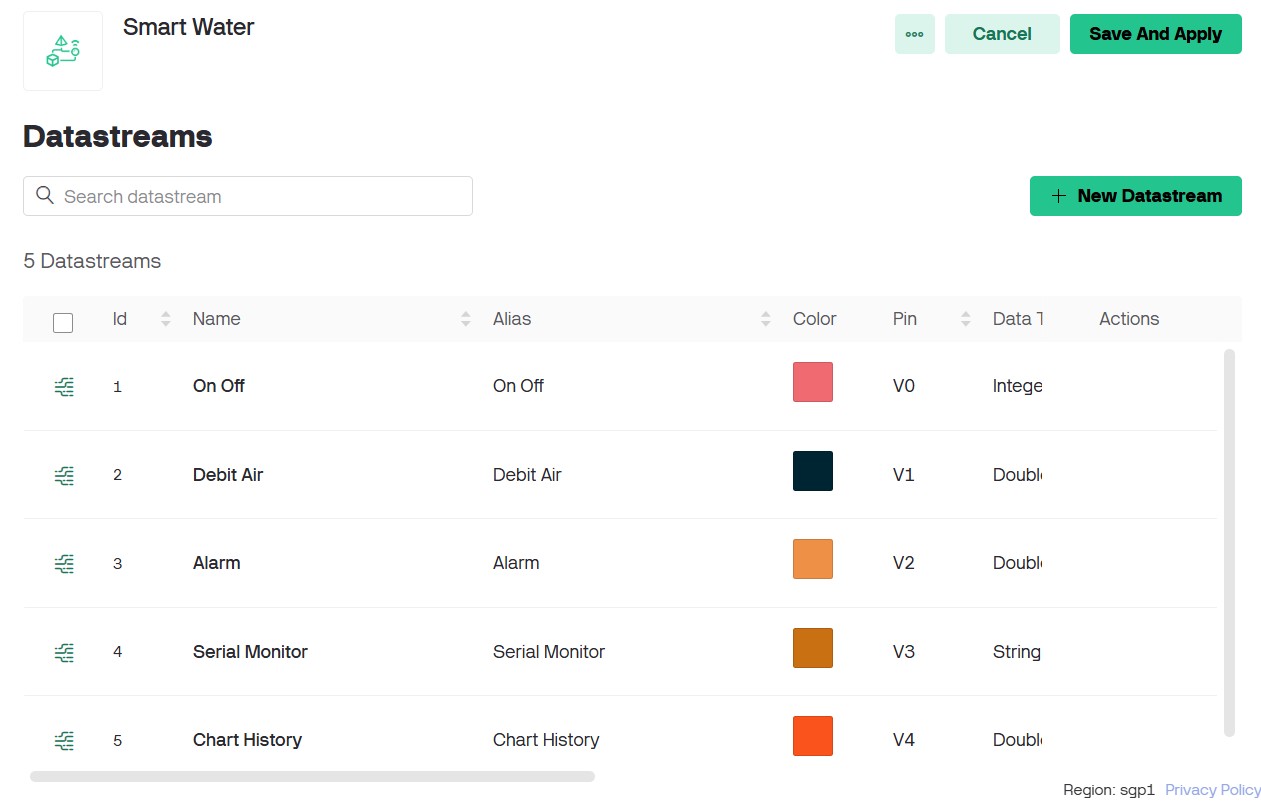 Smart Water
Cancel
Save And Apply
Datastreams
Search datastream
+ New Datastream
5 Datastreams
Id Name Alias Color Pin Data T Actions
1 On Off On Off V0 Intege
2 Debit Air Debit Air V1 Doubl
3 Alarm Alarm V2 Doubl
4 Serial Monitor Serial Monitor V3 String
5 Chart History Chart History V4 Doubl
Region: sgp1 Privacy Policy